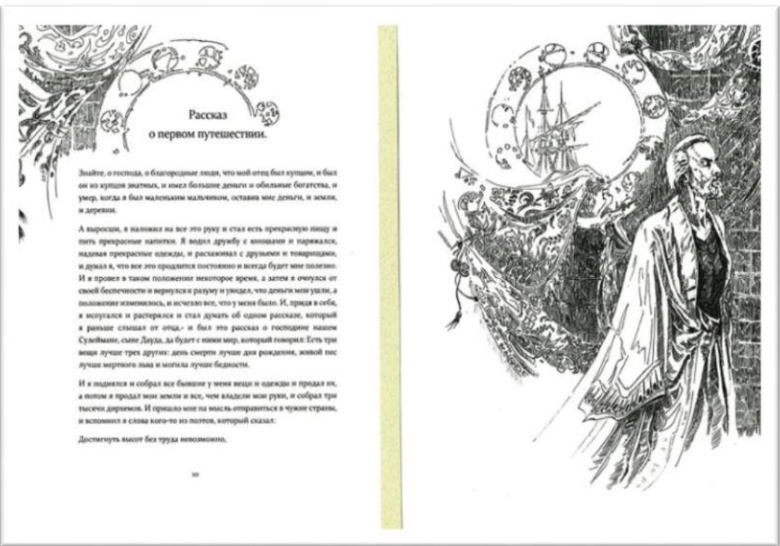 Рассказ
о первом путешествии.
Знайте, о господа, о благородные люди, что мой отец был купцом, и был
он из купцов знатных, и имел большие деньги и обильные богатства, и
умер, когда я был маленьким мальчиком, оставив мне деньги, и земли,
и деревни.
А выросши, я наложил на все это руку и стал есть прекрасную пищу и
пить прекрасные напитки. Я водил дружбу с юношами и наряжался,
надевая прекрасные одежды, и расхаживал с друзьями и товарищами,
и думал я, что все это продлится постоянно и всегда будет мне полезно.
И я провел в таком положении некоторое время, а затем я очнулся от
своей беспечности и вернулся к разуму и увидел, что деньги мои ушли, а
положение изменилось, и исчезло все, что у меня было. И, придя в себя,
я испугался и растерялся и стал думать об одном рассказе, который
я раньше слышал от отца,- и был это рассказ о господине нашем
Сулеймане, сыне Дауда, да будет с ними мир, который говорил: Есть три
вещи лучше трех других: день смерти лучше дня рождения, живой пес
лучше мертвого льва и могила лучше бедности.
И я поднялся и собрал все бывшие у меня вещи и одежды и продал их,
а потом я продал мои земли и все, чем владели мои руки, и собрал три
тысячи дирхемов. И пришло мне на мысль отправиться в чужие страны,
и вспомнил я слова кого-то из поэтов, который сказал:
Достигнуть высот без труда невозможно,